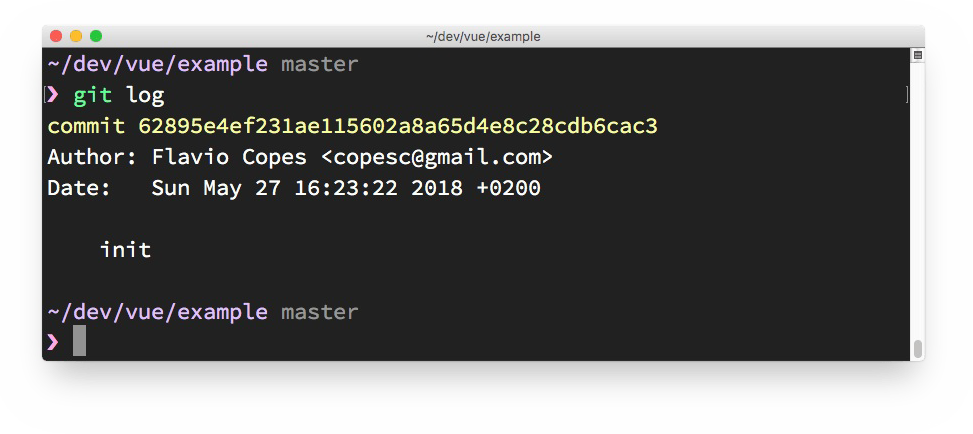 ~/dev/vue/example
~/dev/vue/example master
❯ git log
commit 62895e4ef231ae115602a8a65d4e8c28cdb6cac3
Author: Flavio Copes <copesc@gmail.com>
Date:   Sun May 27 16:23:22 2018 +0200
    init
~/dev/vue/example master
❯